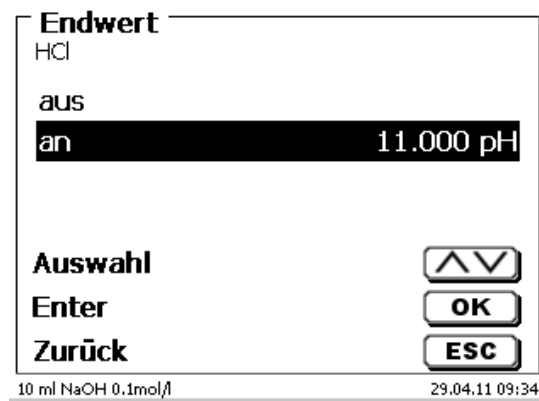 Endwert
HCl
aus
an 11.000 pH
Auswahl
Enter OK
Zurück ESC
10 ml NaOH 0.1mol/l 29.04.11 09:34